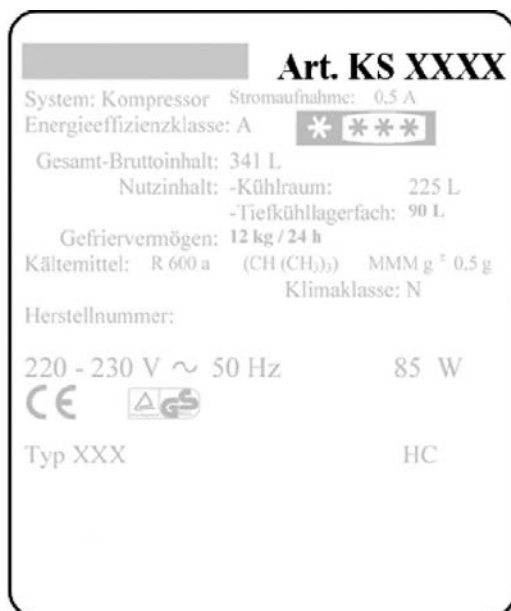 Art. KS XXXX
System: Kompressor Stromaufnahme: 0,5 A
Energieeffizienzklasse: A
Gesamt-Bruttoinhalt: 341 L
Nutzinhalt: -Kühlraum: 225 L
-Tiefkühllagerfach: 90 L
Gefriervermögen: 12 kg / 24 h
Kältemittel: R 600 a (CH (CH₃)₃) MMM g ± 0,5 g
Klimaklasse: N
Herstellnummer:
220 - 230 V ~ 50 Hz 85 W
CE GS
Typ XXX HC